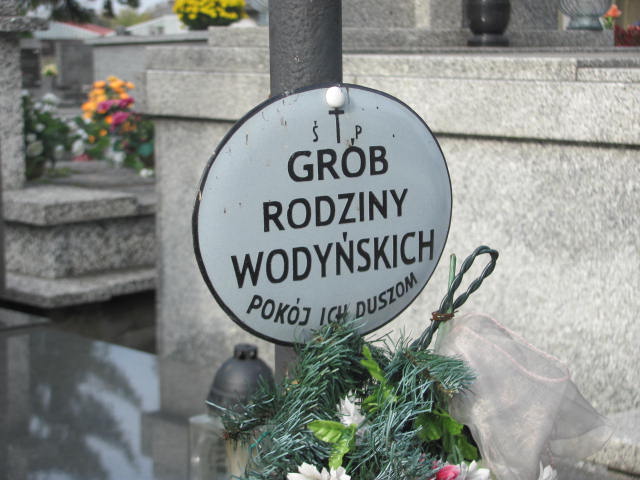 Ś P
GRÓB
RODZINY
WODYŃSKICH
POKÓJ ICH DUSZOM